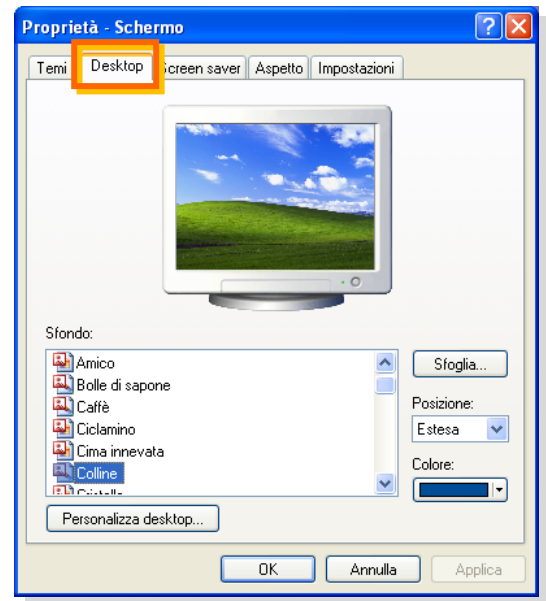 Proprietà - Schermo
Temi Desktop Screen saver Aspetto Impostazioni
Sfondo:
Amico
Bolle di sapone
Caffè
Ciclamino
Cima innevata
Colline
Sfoglia...
Posizione:
Estesa
Colore:
Personalizza desktop...
OK Annulla Applica